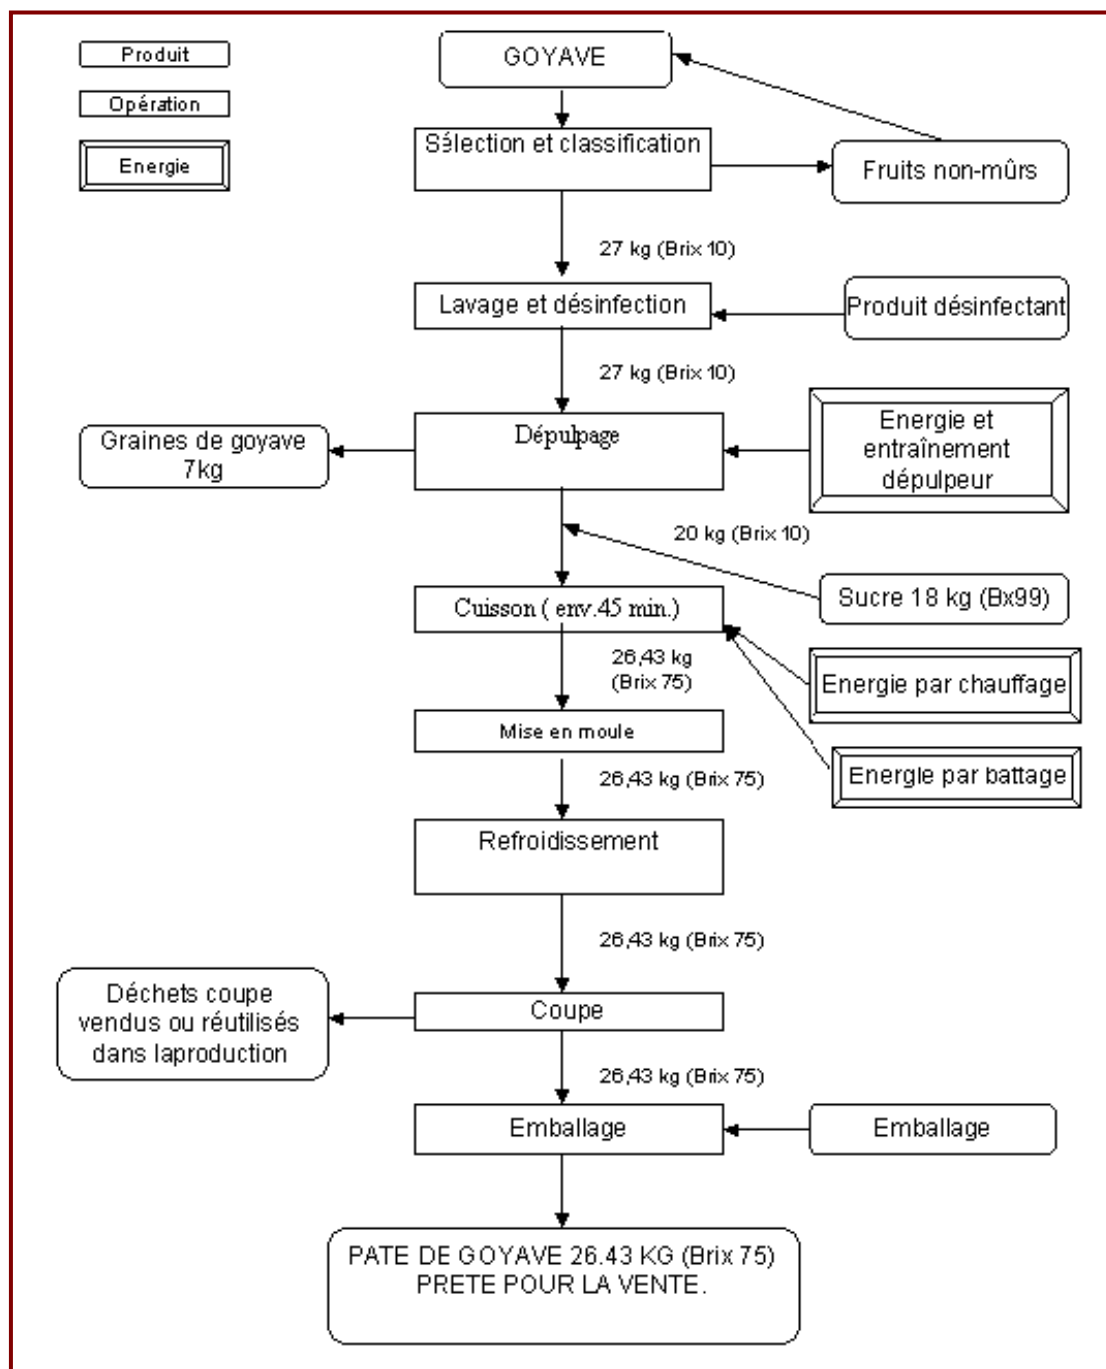 Produit
GOYAVE
Opération
Sélection et classification
Energie
Fruits non-mûrs
27 kg (Brix 10)
Lavage et désinfection
Produit désinfectant
27 kg (Brix 10)
Graines de goyave
7kg
Dépulpage
Energie et
entraînement
dépulpeur
20 kg (Brix 10)
Sucre 18 kg (Bx99)
Cuisson ( env.45 min.)
26,43 kg
(Brix 75)
Energie par chauffage
Mise en moule
26,43 kg (Brix 75)
Energie par battage
Refroidissement
26,43 kg (Brix 75)
Déchets coupe
vendus ou réutilisés
dans laproduction
Coupe
26,43 kg (Brix 75)
Emballage
Emballage
PATE DE GOYAVE 26.43 KG (Brix 75)
PRETE POUR LA VENTE.